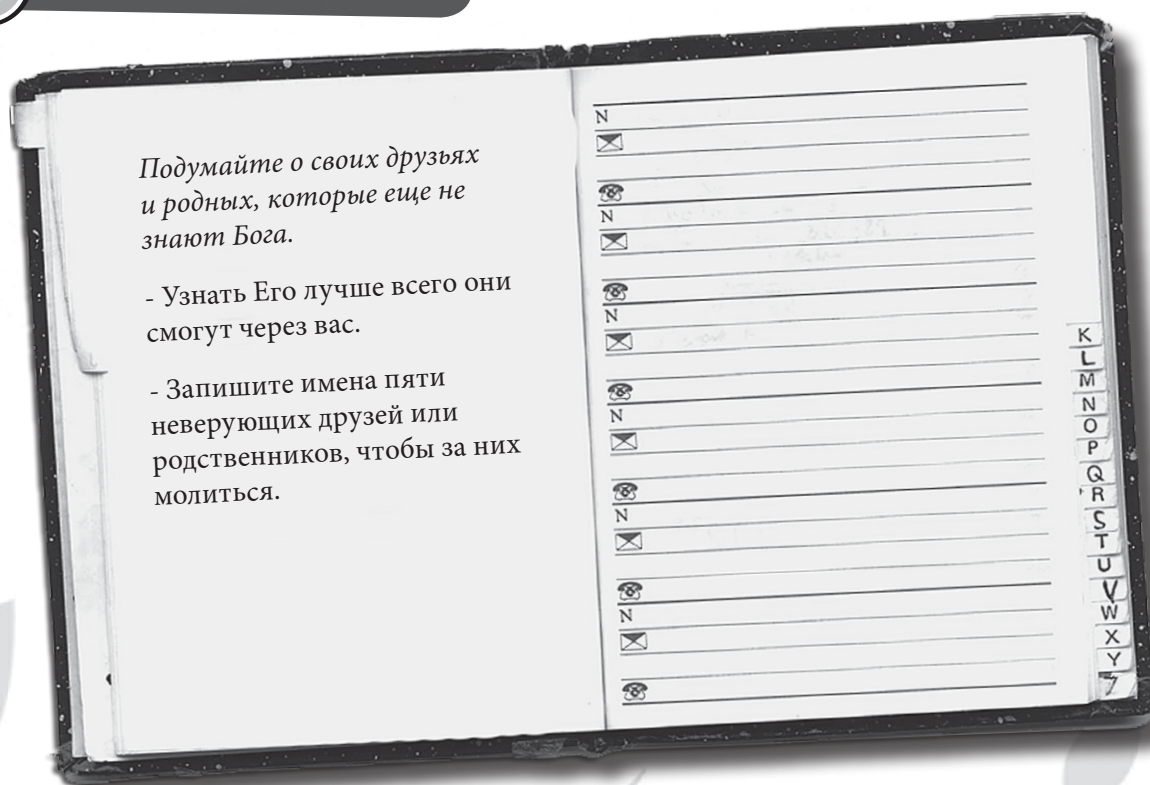 Подумайте о своих друзьях
и родных, которые еще не
знают Бога.
- Узнать Его лучше всего они
смогут через вас.
- Запишите имена пяти
неверующих друзей или
родственников, чтобы за них
молиться.
N
N
N
N
N
N
K
L
M
N
O
P
Q
R
S
T
U
V
W
X
Y
Z